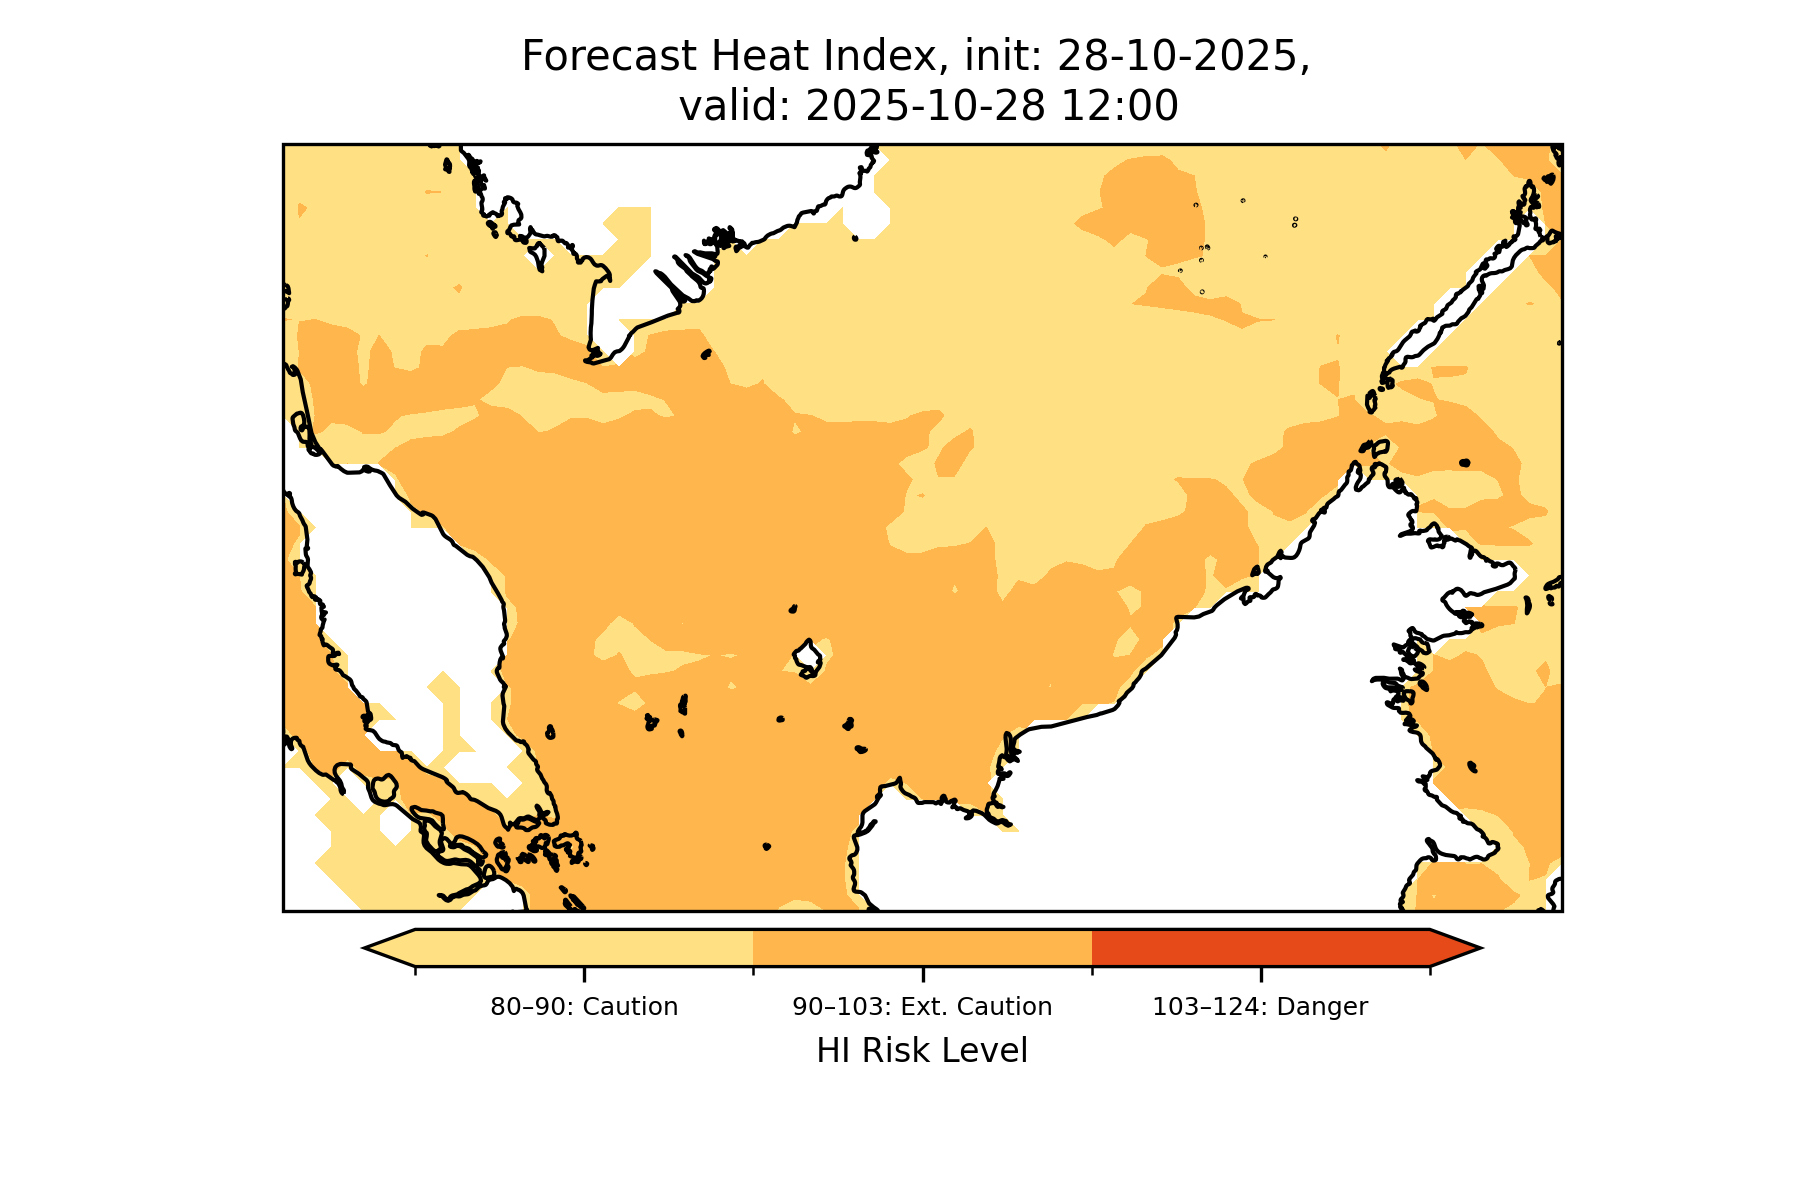 Forecast Heat Index, init: 28-10-2025,
valid: 2025-10-28 12:00
80–90: Caution
90–103: Ext. Caution
103–124: Danger
HI Risk Level